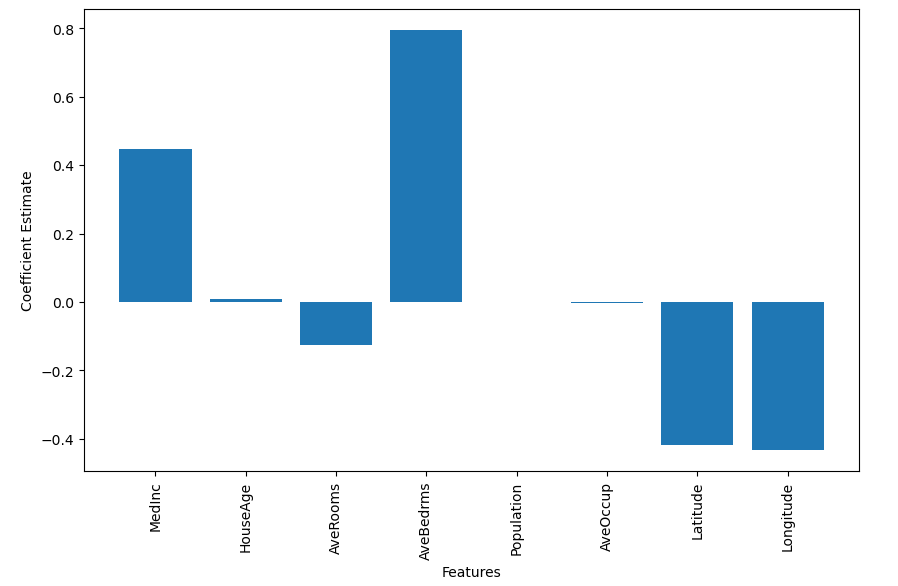 0.8
0.6
0.4
0.2
0.0
−0.2
−0.4
Coefficient Estimate
MedInc
HouseAge
AveRooms
AveBedrms
Population
AveOccup
Latitude
Longitude
Features